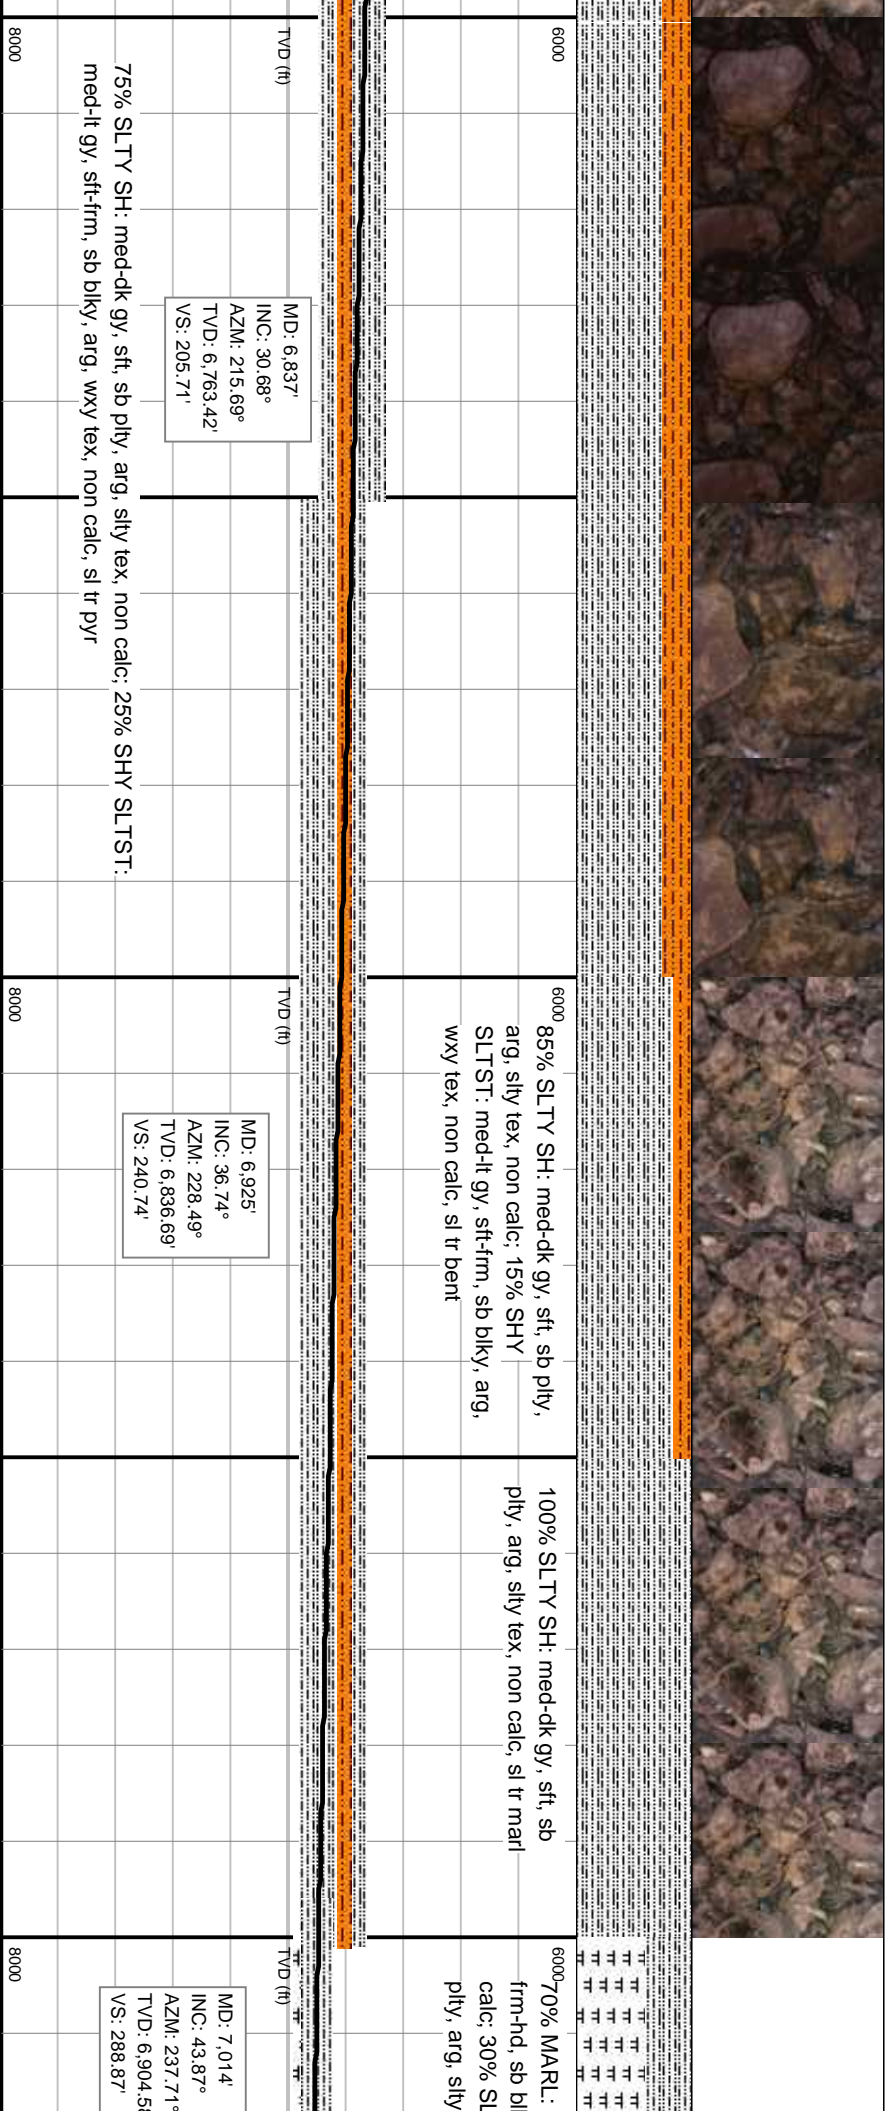 6000
TVD (ft)
8000
75% SLTY SH: med-dk gy, sft, sb plty, arg, slty tex, non calc; 25% SHY SLTST:
med-lt gy, sft-frm, sb blky, arg, wxy tex, non calc, sl tr pyr
MD: 6,837'
INC: 30.68°
AZM: 215.69°
TVD: 6,763.42'
VS: 205.71'
6000
TVD (ft)
8000
85% SLTY SH: med-dk gy, sft, sb plty,
arg, slty tex, non calc; 15% SHY
SLTST: med-lt gy, sft-frm, sb blky, arg,
wxy tex, non calc, sl tr bent
MD: 6,925'
INC: 36.74°
AZM: 228.49°
TVD: 6,836.69'
VS: 240.74'
100% SLTY SH: med-dk gy, sft, sb
plty, arg, slty tex, non calc, sl tr marl
6000
TVD (ft)
8000
70% MARL:
frm-hd, sb
calc; 30%
plty, arg, slty
MD: 7,014'
INC: 43.87°
AZM: 237.71°
TVD: 6,904.58
VS: 288.87'